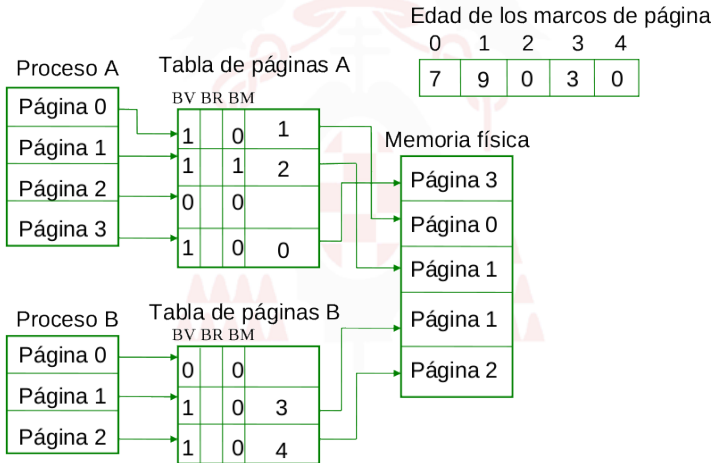 Edad de los marcos de página
0 1 2 3 4
7 9 0 3 0
Proceso A
Página 0
Página 1
Página 2
Página 3
Tabla de páginas A
BV BR BM
1 0 1
1 1 2
0 0
1 0 0
Memoria física
Página 3
Página 0
Página 1
Página 1
Página 2
Proceso B
Página 0
Página 1
Página 2
Tabla de páginas B
BV BR BM
0 0
1 0 3
1 0 4